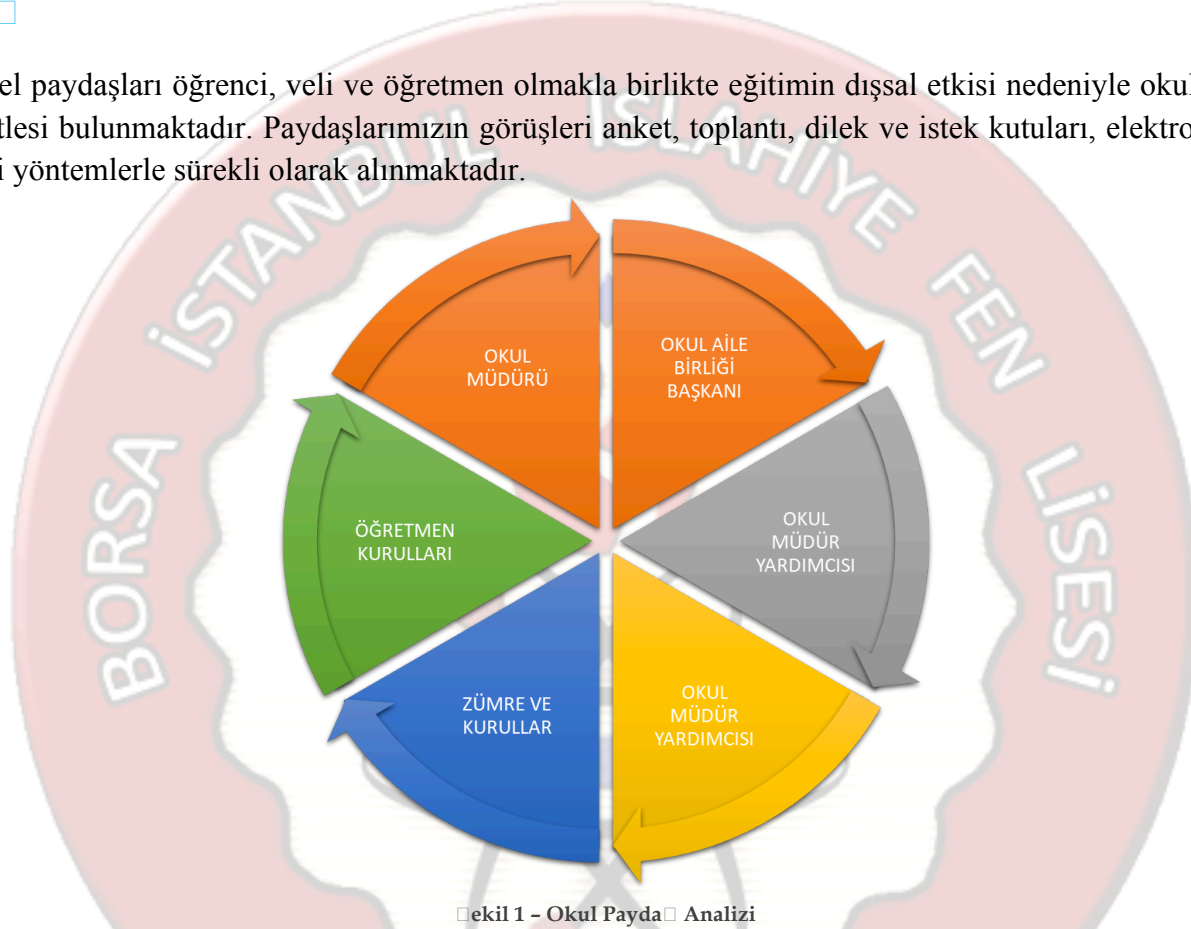 el paydaşları öğrenci, veli ve öğretmen olmakla birlikte eğitimin dışsal etkisi nedeniyle okul
tlesi bulunmaktadır. Paydaşlarımızın görüşleri anket, toplantı, dilek ve istek kutuları, elektro
i yöntemlerle sürekli olarak alınmaktadır.
BORSA İSTANBUL ISLAHİYE FEN LİSESİ
OKUL
MÜDÜRÜ
OKUL AİLE
BİRLİĞİ
BAŞKANI
OKUL
MÜDÜR
YARDIMCISI
OKUL
MÜDÜR
YARDIMCISI
ZÜMRE VE
KURULLAR
ÖĞRETMEN
KURULLARI
□ekil 1 – Okul Payda□ Analizi